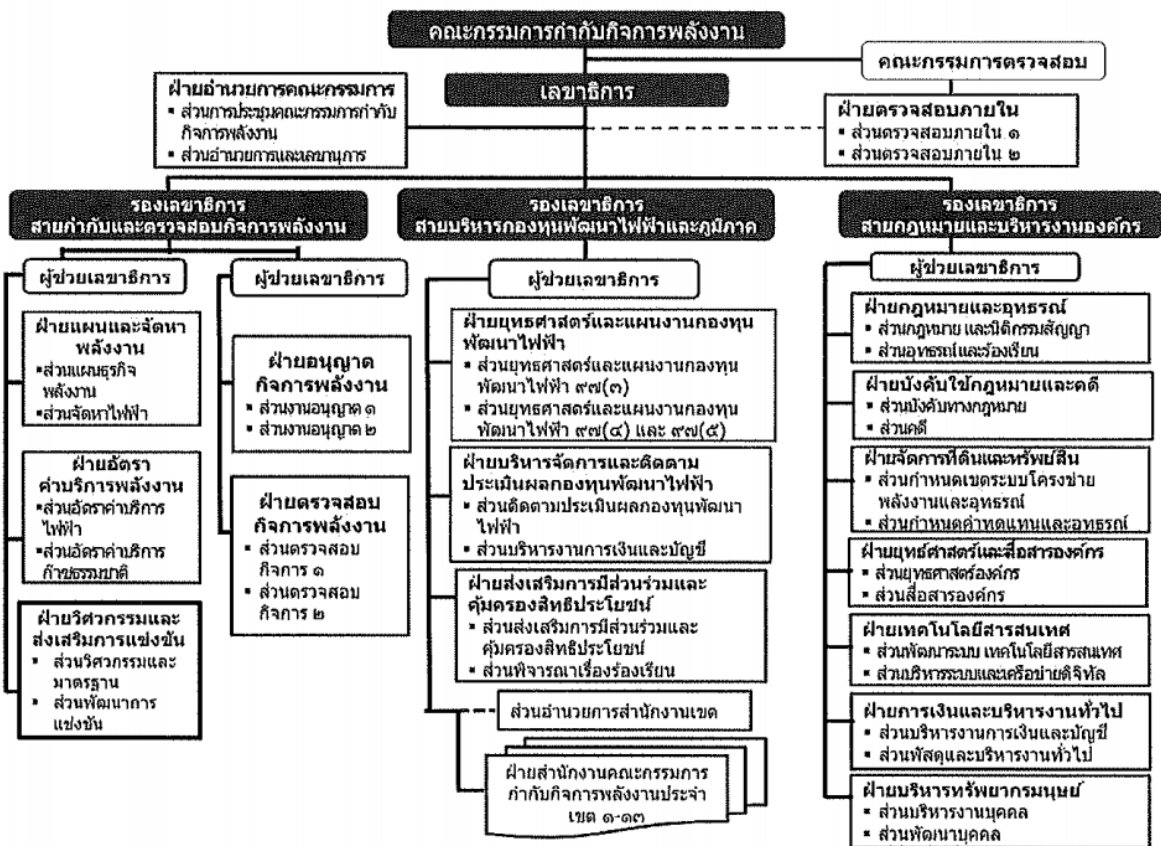 คณะกรรมการกำกับกิจการพลังงาน
คณะกรรมการตรวจสอบ
เลขาธิการ
ฝ่ายอำนวยการคณะกรรมการ
▪ ส่วนการประชุมคณะกรรมการกำกับ
กิจการพลังงาน
▪ ส่วนอำนวยการและเลขานุการ
ฝ่ายตรวจสอบภายใน
▪ ส่วนตรวจสอบภายใน ๑
▪ ส่วนตรวจสอบภายใน ๒
รองเลขาธิการ
สายกำกับและตรวจสอบกิจการพลังงาน
ผู้ช่วยเลขาธิการ
ฝ่ายแผนและจัดหา
พลังงาน
▪ส่วนแผนธุรกิจ
พลังงาน
▪ส่วนจัดหาไฟฟ้า
ฝ่ายอัตรา
ค่าบริการพลังงาน
▪ส่วนอัตราค่าบริการ
ไฟฟ้า
▪ส่วนอัตราค่าบริการ
ก๊าซธรรมชาติ
ฝ่ายวิศวกรรมและ
ส่งเสริมการแข่งขัน
▪ ส่วนวิศวกรรมและ
มาตรฐาน
▪ ส่วนพัฒนาการ
แข่งขัน
ผู้ช่วยเลขาธิการ
ฝ่ายอนุญาต
กิจการพลังงาน
▪ ส่วนงานอนุญาต ๑
▪ ส่วนงานอนุญาต ๒
ฝ่ายตรวจสอบ
กิจการพลังงาน
▪ ส่วนตรวจสอบ
กิจการ ๑
▪ ส่วนตรวจสอบ
กิจการ ๒
รองเลขาธิการ
สายบริหารกองทุนพัฒนาไฟฟ้าและภูมิภาค
ผู้ช่วยเลขาธิการ
ฝ่ายยุทธศาสตร์และแผนงานกองทุน
พัฒนาไฟฟ้า
▪ ส่วนยุทธศาสตร์และแผนงานกองทุน
พัฒนาไฟฟ้า ๙๗(๓)
▪ ส่วนยุทธศาสตร์และแผนงานกองทุน
พัฒนาไฟฟ้า ๙๗(๔) และ ๙๗(๕)
ฝ่ายบริหารจัดการและติดตาม
ประเมินผลกองทุนพัฒนาไฟฟ้า
▪ ส่วนติดตามประเมินผลกองทุนพัฒนา
ไฟฟ้า
▪ ส่วนบริหารงานการเงินและบัญชี
ฝ่ายส่งเสริมการมีส่วนร่วมและ
คุ้มครองสิทธิประโยชน์
▪ ส่วนส่งเสริมการมีส่วนร่วมและ
คุ้มครองสิทธิประโยชน์
▪ ส่วนพิจารณาเรื่องร้องเรียน
ส่วนอำนวยการสำนักงานเขต
ฝ่ายสำนักงานคณะกรรมการ
กำกับกิจการพลังงานประจำ
เขต ๑-๑๓
รองเลขาธิการ
สายกฎหมายและบริหารงานองค์กร
ผู้ช่วยเลขาธิการ
ฝ่ายกฎหมายและอุทธรณ์
▪ ส่วนกฎหมาย และนิติกรรมสัญญา
▪ ส่วนอุทธรณ์และร้องเรียน
ฝ่ายบังคับใช้กฎหมายและคดี
▪ ส่วนบังคับทางกฎหมาย
▪ ส่วนคดี
ฝ่ายจัดการที่ดินและทรัพย์สิน
▪ ส่วนกำหนดเขตระบบโครงข่าย
พลังงานและอุทธรณ์
▪ ส่วนกำหนดค่าทดแทนและอุทธรณ์
ฝ่ายยุทธ์ศาสตร์และสื่อสารองค์กร
▪ ส่วนยุทธศาสตร์องค์กร
▪ ส่วนสื่อสารองค์กร
ฝ่ายเทคโนโลยีสารสนเทศ
▪ ส่วนพัฒนาระบบ เทคโนโลยีสารสนเทศ
▪ ส่วนบริหารระบบและเครือข่ายดิจิทัล
ฝ่ายการเงินและบริหารงานทั่วไป
▪ ส่วนบริหารงานการเงินและบัญชี
▪ ส่วนพัสดุและบริหารงานทั่วไป
ฝ่ายบริหารทรัพยากรมนุษย์
▪ ส่วนบริหารงานบุคคล
▪ ส่วนพัฒนาบุคคล